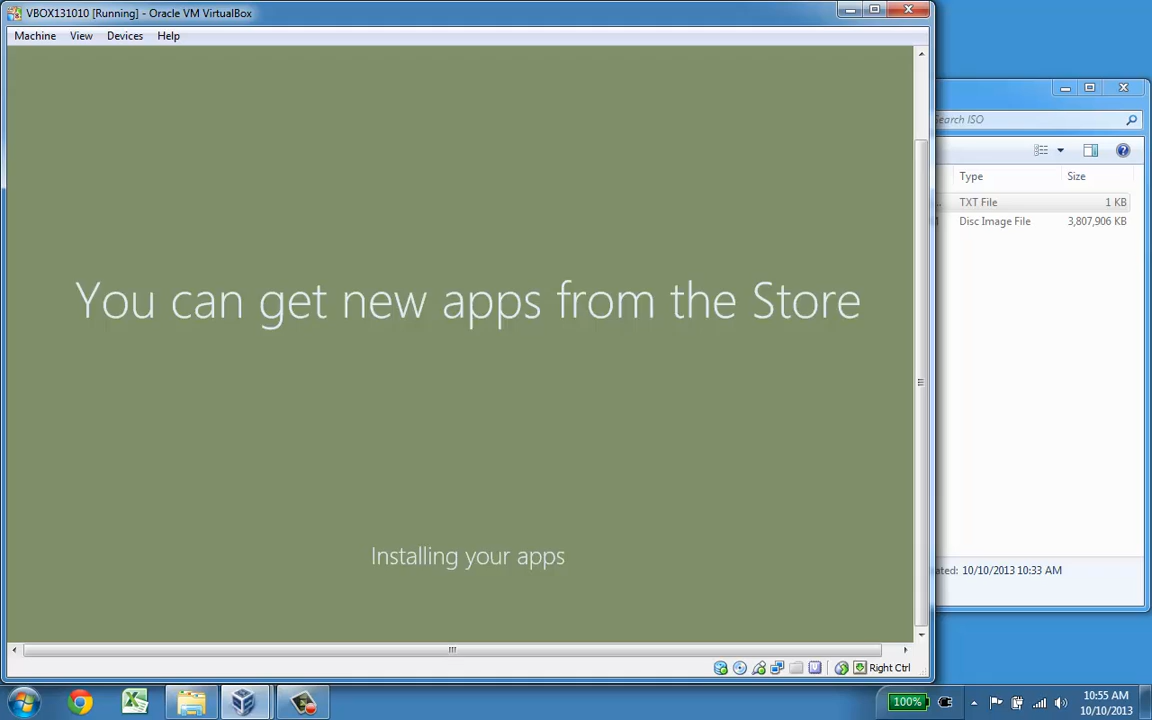 VBOX131010 [Running] - Oracle VM VirtualBox
Machine View Devices Help
You can get new apps from the Store
Installing your apps
Right Ctrl
Search ISO
Type Size
TXT File 1 KB
Disc Image File 3,807,906 KB
ated: 10/10/2013 10:33 AM
100%
10:55 AM
10/10/2013